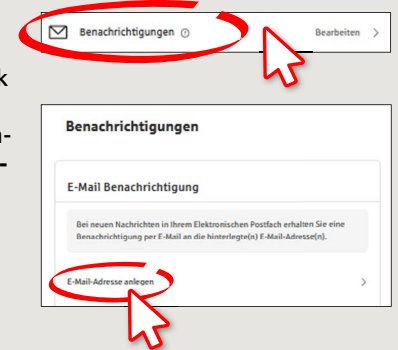 Benachrichtigungen Bearbeiten
k
n-
Benachrichtigungen
E-Mail Benachrichtigung
Bei neuen Nachrichten in Ihrem Elektronischen Postfach erhalten Sie eine
Benachrichtigung per E-Mail an die hinterlegte(n) E-Mail-Adresse(n).
E-Mail-Adresse anlegen